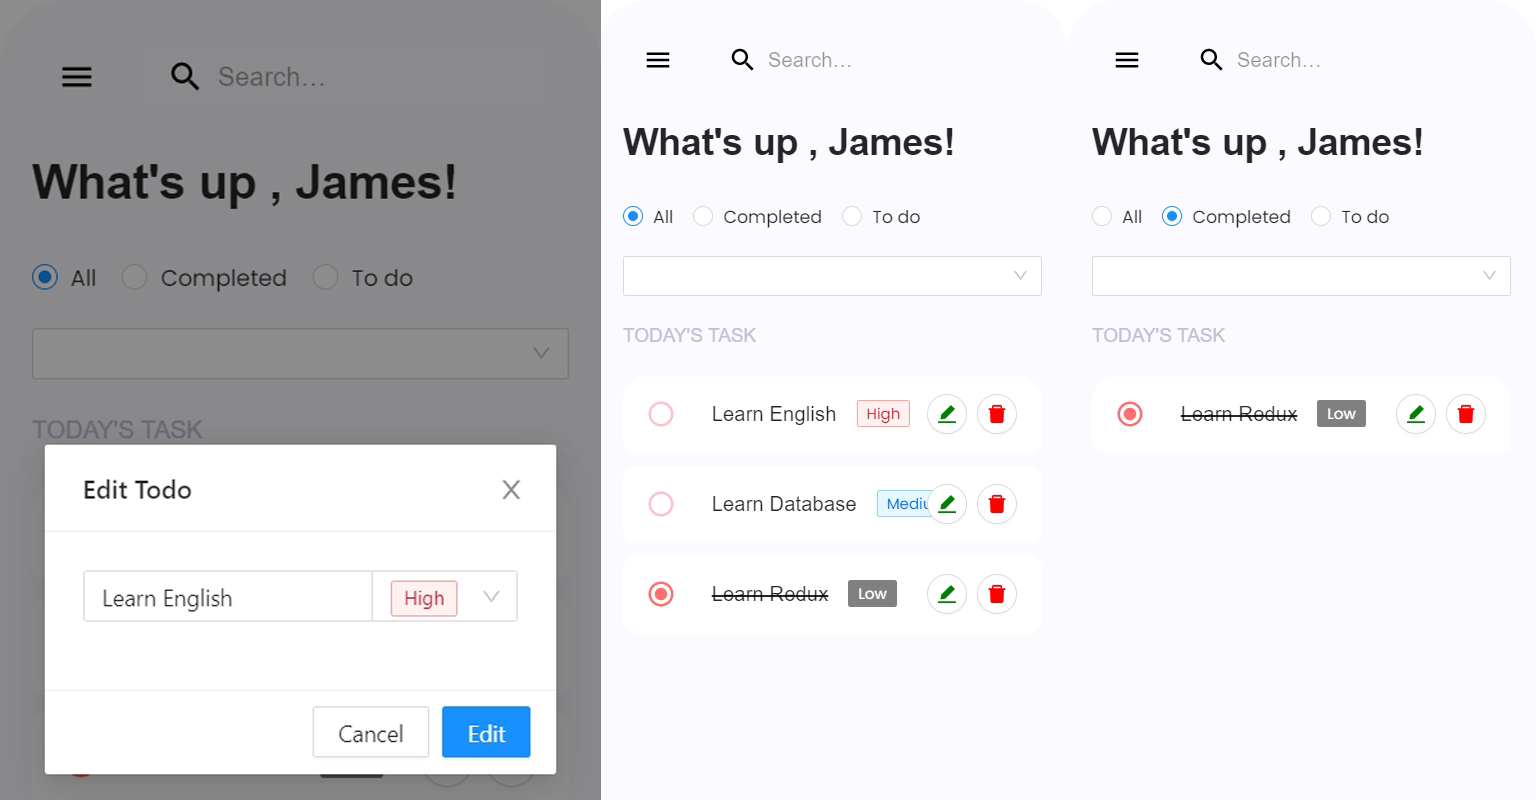 Search...
What's up , James!
All Completed To do
TODAY'S TASK
Edit Todo
Learn English High
Cancel Edit
Search...
What's up , James!
All Completed To do
TODAY'S TASK
Learn English High
Learn Database
Learn Redux Low
Search...
What's up , James!
All Completed To do
TODAY'S TASK
Learn Redux Low